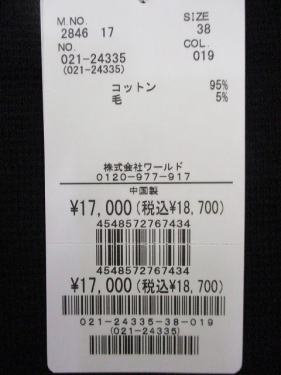 M.NO. SIZE
2846 17 38
NO. COL.
021-24335 019
(021-24335)
コットン 95%
毛 5%
株式会社ワールド
0120-977-917
中国製
¥17,000(税込¥18,700)
4548572767434
4548572767434
¥17,000(税込¥18,700)
021-24335-38-019
(021-24335)